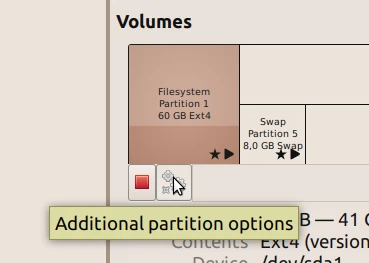 Volumes
Filesystem
Partition 1
60 GB Ext4
Swap
Partition 5
8,0 GB Swap
Additional partition options
B — 41 G
Contents Ext4 (version
Device /dev/sda1